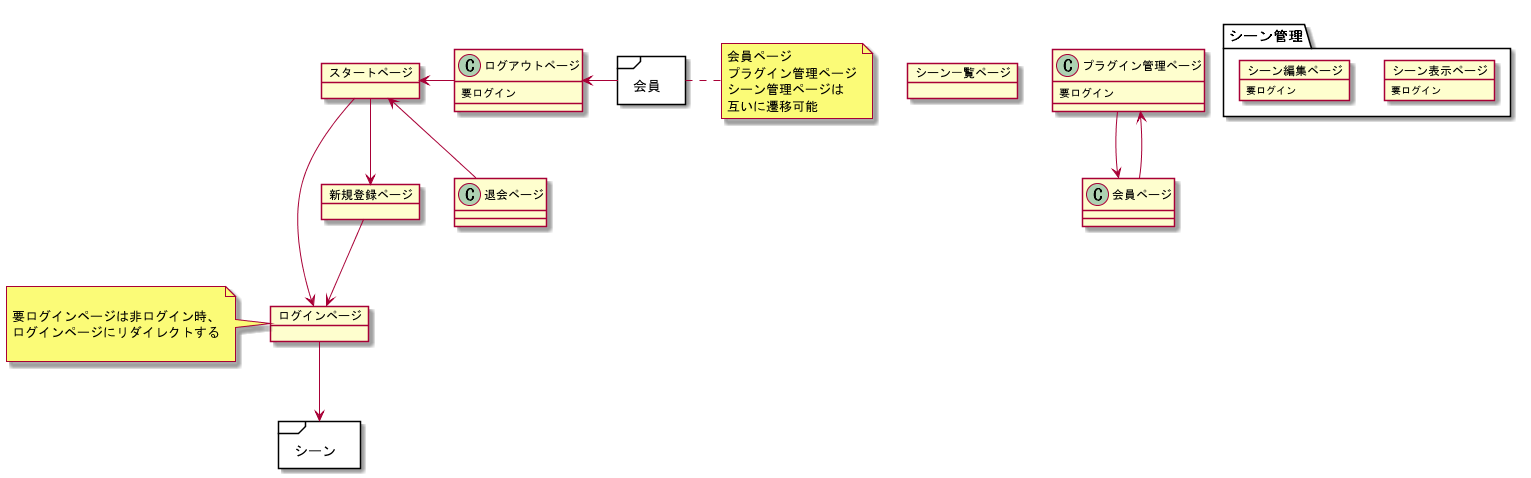 シーン管理
スタートページ
C ログアウトページ
要ログイン
会員
会員ページ
プラグイン管理ページ
シーン管理ページは
互いに遷移可能
シーン一覧ページ
C プラグイン管理ページ
要ログイン
シーン編集ページ
要ログイン
シーン表示ページ
要ログイン
新規登録ページ
C 退会ページ
C 会員ページ
要ログインページは非ログイン時、
ログインページにリダイレクトする
ログインページ
シーン